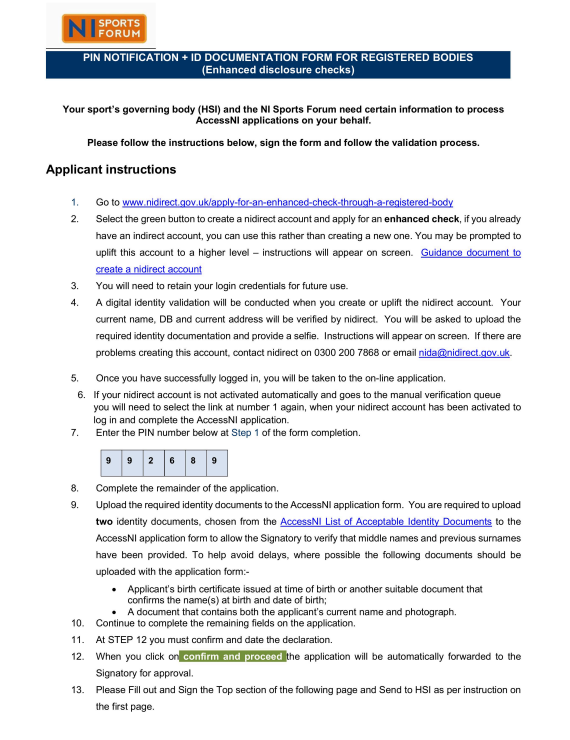 NI SPORTS
FORUM
PIN NOTIFICATION + ID DOCUMENTATION FORM FOR REGISTERED BODIES
(Enhanced disclosure checks)
Your sport's governing body (HSI) and the NI Sports Forum need certain information to process
AccessNI applications on your behalf.
Please follow the instructions below, sign the form and follow the validation process.
Applicant instructions
1. Go to www.nidirect.gov.uk/apply-for-an-enhanced-check-through-a-registered-body
2. Select the green button to create a nidirect account and apply for an enhanced check, if you already
have an indirect account, you can use this rather than creating a new one. You may be prompted to
uplift this account to a higher level – instructions will appear on screen. Guidance document to
create a nidirect account
3. You will need to retain your login credentials for future use.
4. A digital identity validation will be conducted when you create or uplift the nidirect account. Your
current name, DB and current address will be verified by nidirect. You will be asked to upload the
required identity documentation and provide a selfie. Instructions will appear on screen. If there are
problems creating this account, contact nidirect on 0300 200 7868 or email nida@nidirect.gov.uk.
5. Once you have successfully logged in, you will be taken to the on-line application.
6. If your nidirect account is not activated automatically and goes to the manual verification queue
you will need to select the link at number 1 again, when your nidirect account has been activated to
log in and complete the AccessNI application.
7. Enter the PIN number below at Step 1 of the form completion.
9 9 2 6 8 9
8. Complete the remainder of the application.
9. Upload the required identity documents to the AccessNI application form. You are required to upload
two identity documents, chosen from the AccessNI List of Acceptable Identity Documents to the
AccessNI application form to allow the Signatory to verify that middle names and previous surnames
have been provided. To help avoid delays, where possible the following documents should be
uploaded with the application form:-
• Applicant's birth certificate issued at time of birth or another suitable document that
confirms the name(s) at birth and date of birth;
• A document that contains both the applicant's current name and photograph.
10. Continue to complete the remaining fields on the application.
11. At STEP 12 you must confirm and date the declaration.
12. When you click on confirm and proceed the application will be automatically forwarded to the
Signatory for approval.
13. Please Fill out and Sign the Top section of the following page and Send to HSI as per instruction on
the first page.